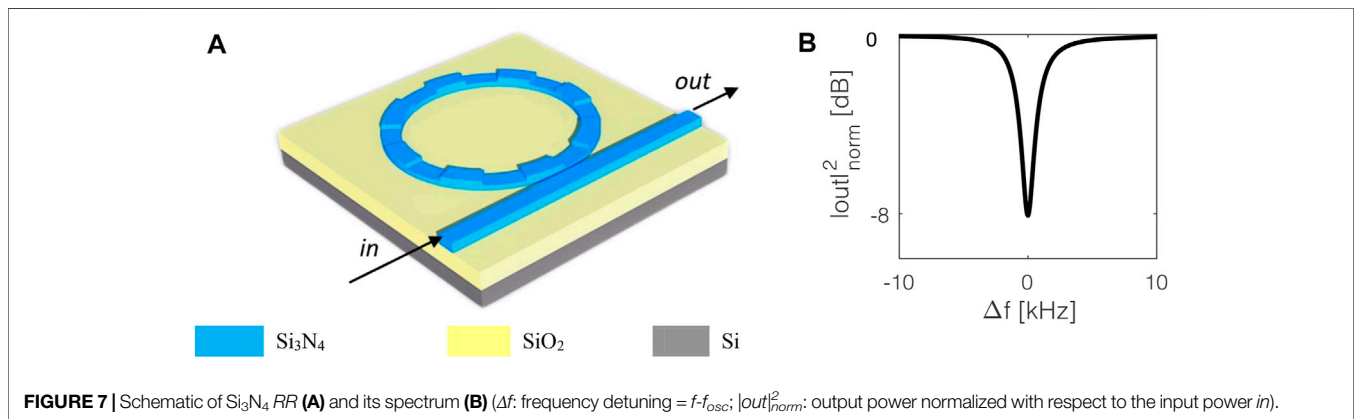 A
in
out
Si₃N₄
SiO₂
Si
B
|out|²norm [dB]
0
-8
-10
0
10
Δf [kHz]
FIGURE 7 | Schematic of Si₃N₄ RR (A) and its spectrum (B) (Δf: frequency detuning = f-fosc; |out|²norm: output power normalized with respect to the input power in).